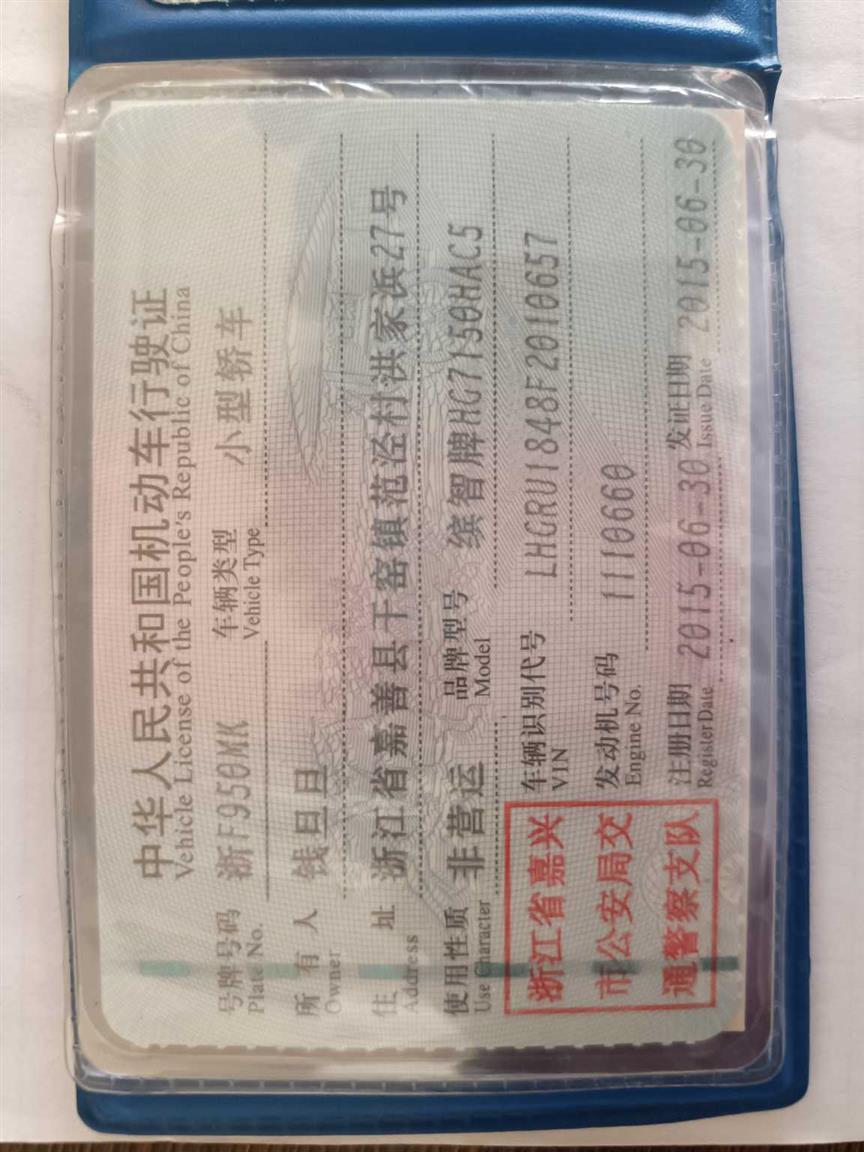 中华人民共和国机动车行驶证
Vehicle License of the People's Republic of China
号牌号码 浙F950MK 车辆类型 小型轿车
Plate No. Vehicle Type
所有人 钱旦旦
Owner
住址 浙江省嘉善县干窑镇范泾村洪家浜27号
Address
使用性质 非营运 品牌型号 缤智牌HG7150HAC5
Use Character Model
浙江省嘉兴
市公安局交
通警察支队
车辆识别代号 LHGRU1848F2010657
VIN
发动机号码 1110660
Engine No.
注册日期 2015-06-30 发证日期 2015-06-30
Register Date Issue Date